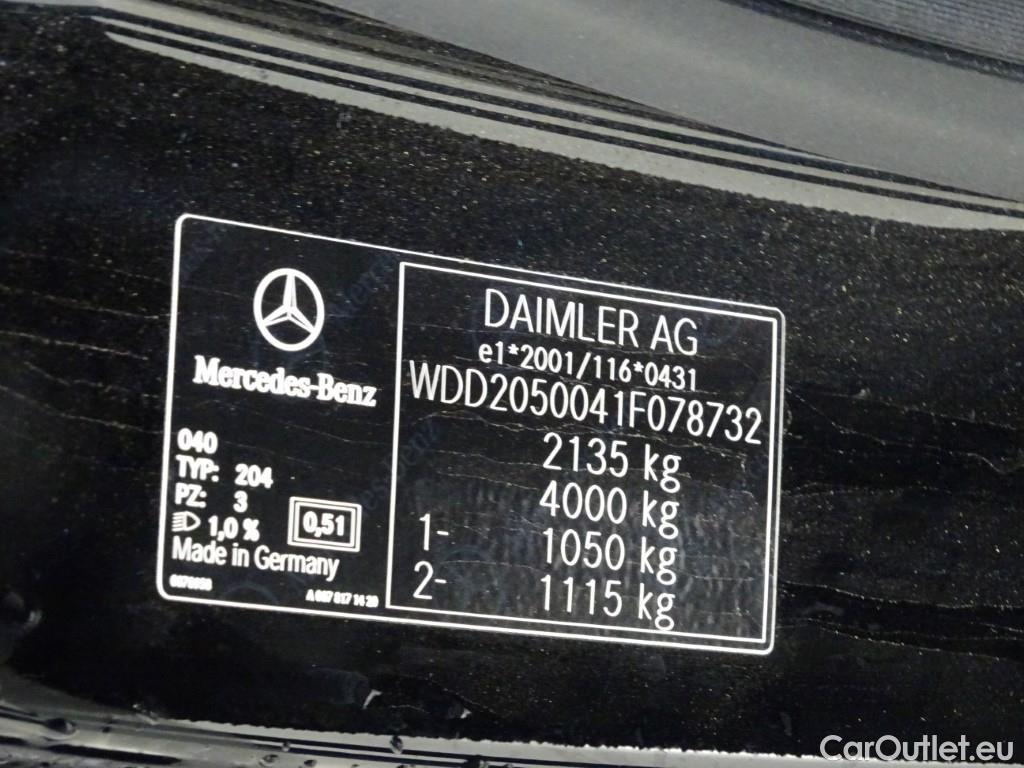 Mercedes-Benz
040
TYP: 204
PZ: 3
1,0 %
0,51
Made in Germany
DAIMLER AG
e1*2001/116*0431
WDD2050041F078732
2135 kg
4000 kg
1- 1050 kg
2- 1115 kg
CarOutlet.eu